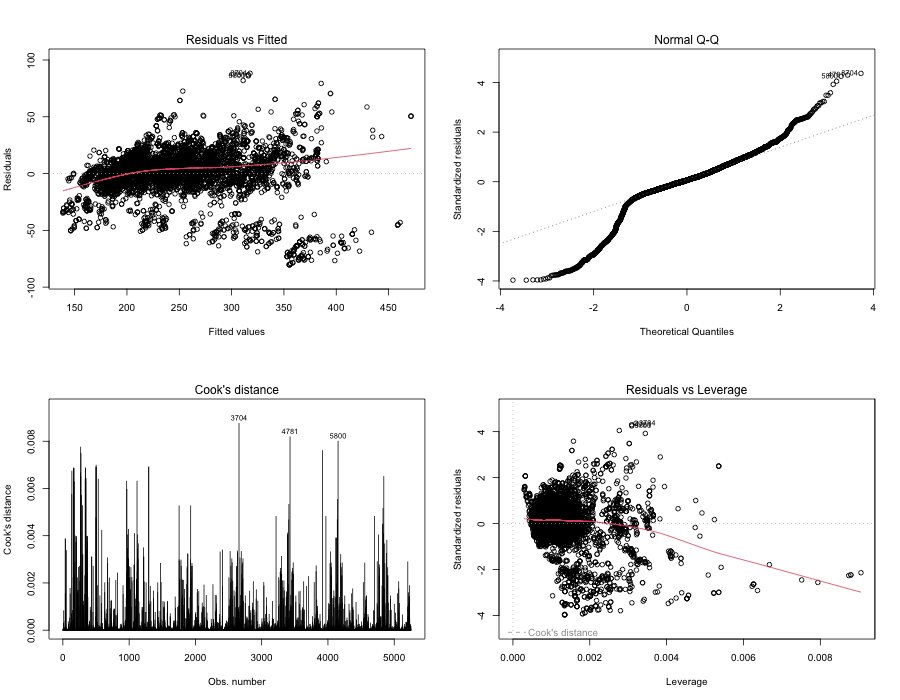 Residuals vs Fitted
Residuals
100
50
0
-50
-100
150 200 250 300 350 400 450
Fitted values
Normal Q-Q
Standardized residuals
4
2
0
-2
-4
-4 -2 0 2 4
Theoretical Quantiles
Cook's distance
Cook's distance
0.008
0.006
0.004
0.002
0.000
3704
4781
5800
0 1000 2000 3000 4000 5000
Obs. number
Residuals vs Leverage
Standardized residuals
4
2
0
-2
-4
Cook's distance
0.000 0.002 0.004 0.006 0.008
Leverage